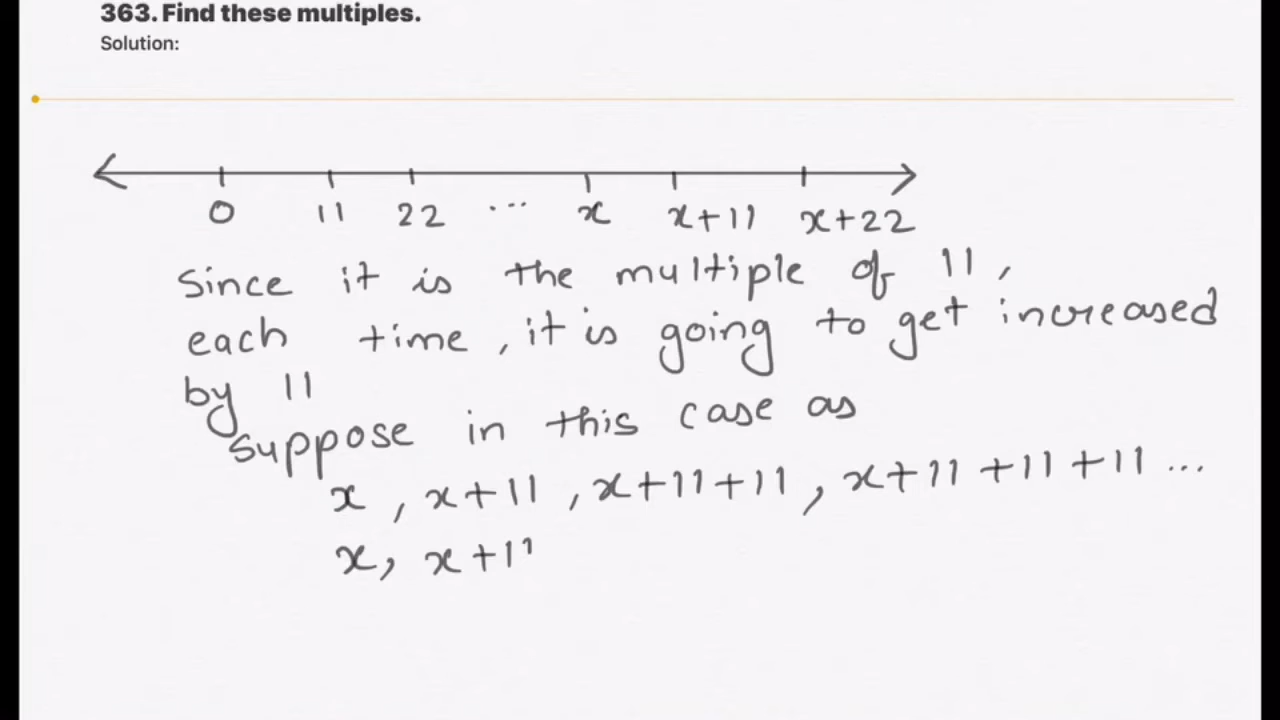 363. Find these multiples.
Solution:
0 11 22 ... x x+11 x+22
Since it is the multiple of 11,
each time, it is going to get increased
by 11
Suppose in this case as
x, x+11, x+11+11, x+11+11+11...
x, x+11